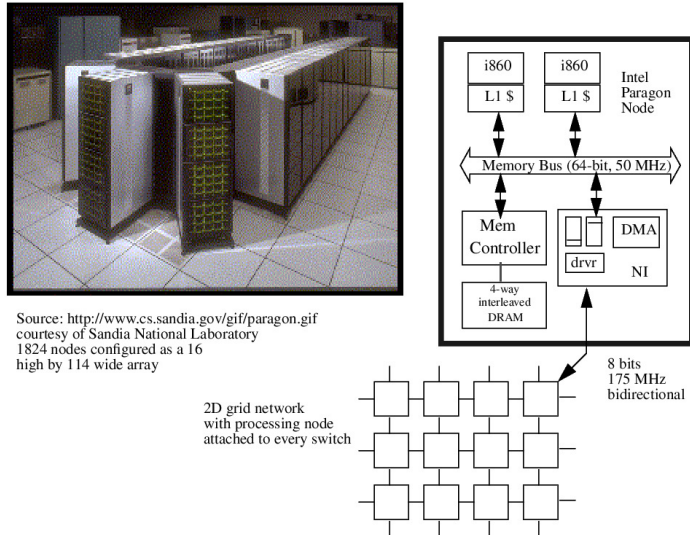 i860
i860
L1 $
L1 $
Intel
Paragon
Node
Memory Bus (64-bit, 50 MHz)
Mem
Controller
DMA
drvr
NI
4-way
interleaved
DRAM
Source: http://www.cs.sandia.gov/gif/paragon.gif
courtesy of Sandia National Laboratory
1824 nodes configured as a 16
high by 114 wide array
8 bits
175 MHz
bidirectional
2D grid network
with processing node
attached to every switch